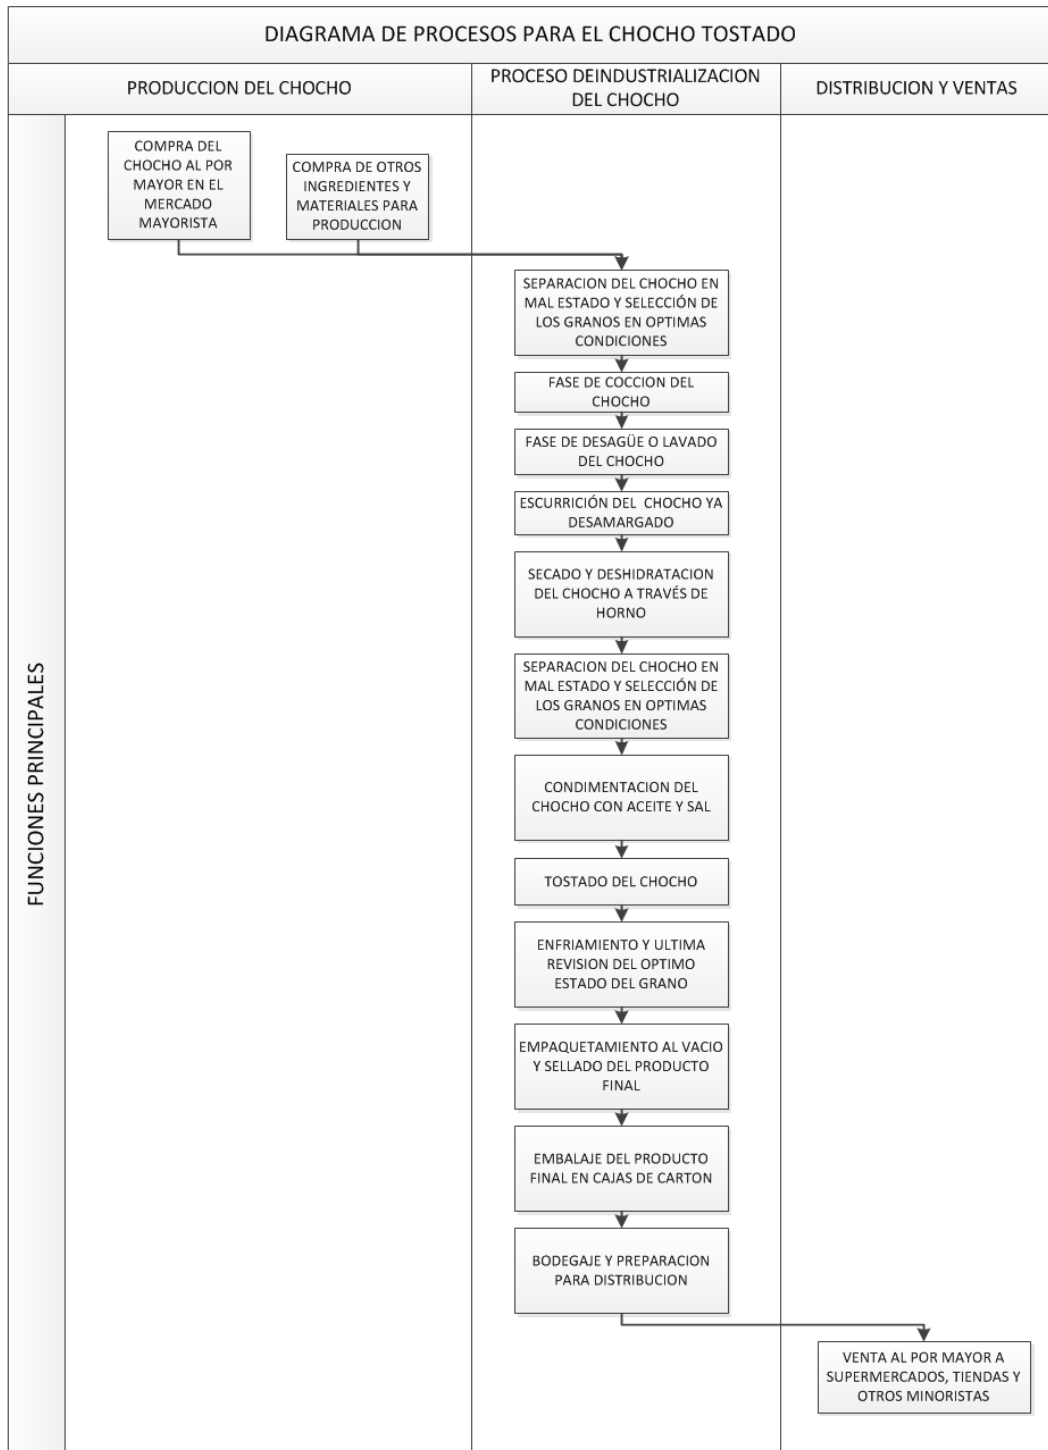 DIAGRAMA DE PROCESOS PARA EL CHOCHO TOSTADO
PRODUCCION DEL CHOCHO
PROCESO DEINDUSTRIALIZACION
DEL CHOCHO
DISTRIBUCION Y VENTAS
FUNCIONES PRINCIPALES
COMPRA DEL
CHOCHO AL POR
MAYOR EN EL
MERCADO
MAYORISTA
COMPRA DE OTROS
INGREDIENTES Y
MATERIALES PARA
PRODUCCION
SEPARACION DEL CHOCHO EN
MAL ESTADO Y SELECCIÓN DE
LOS GRANOS EN OPTIMAS
CONDICIONES
FASE DE COCCION DEL
CHOCHO
FASE DE DESAGÜE O LAVADO
DEL CHOCHO
ESCURRICIÓN DEL CHOCHO YA
DESAMARGADO
SECADO Y DESHIDRATACION
DEL CHOCHO A TRAVÉS DE
HORNO
SEPARACION DEL CHOCHO EN
MAL ESTADO Y SELECCIÓN DE
LOS GRANOS EN OPTIMAS
CONDICIONES
CONDIMENTACION DEL
CHOCHO CON ACEITE Y SAL
TOSTADO DEL CHOCHO
ENFRIAMIENTO Y ULTIMA
REVISION DEL OPTIMO
ESTADO DEL GRANO
EMPAQUETAMIENTO AL VACIO
Y SELLADO DEL PRODUCTO
FINAL
EMBALAJE DEL PRODUCTO
FINAL EN CAJAS DE CARTON
BODEGAJE Y PREPARACION
PARA DISTRIBUCION
VENTA AL POR MAYOR A
SUPERMERCADOS, TIENDAS Y
OTROS MINORISTAS